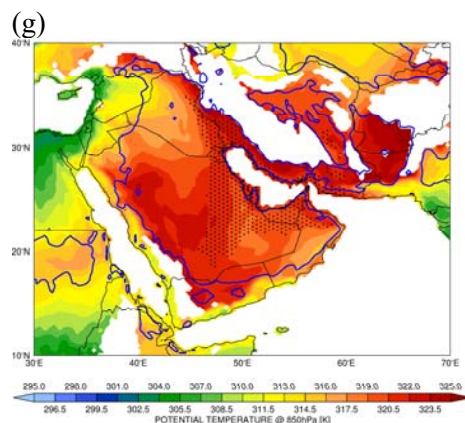 (g)
40°N
30°N
20°N
10°N
30°E 40°E 50°E 60°E 70°E
295.0 298.0 301.0 304.0 307.0 310.0 313.0 316.0 319.0 322.0 325.0
296.5 299.5 302.5 305.5 308.5 311.5 314.5 317.5 320.5 323.5
POTENTIAL TEMPERATURE @ 850hPa [K]